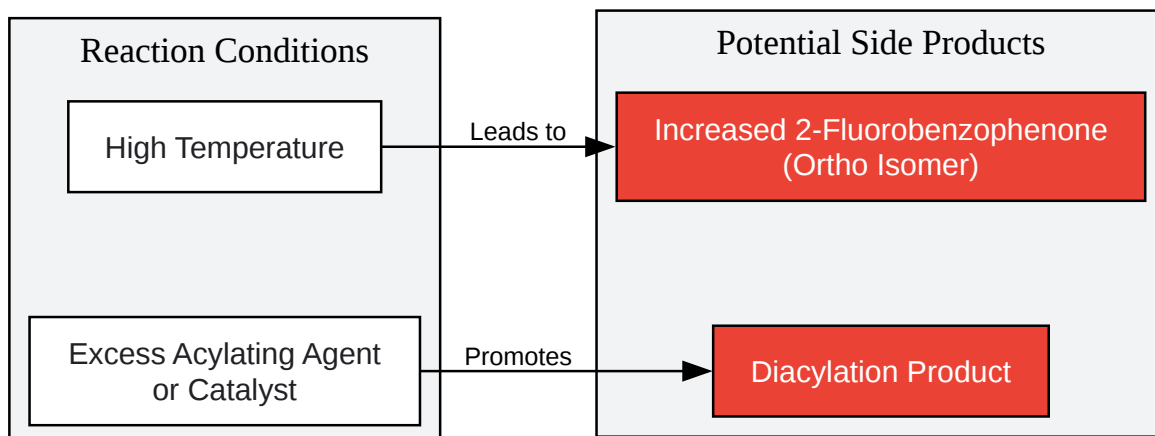 Reaction Conditions
High Temperature
Excess Acylating Agent
or Catalyst
Leads to
Promotes
Potential Side Products
Increased 2-Fluorobenzophenone
(Ortho Isomer)
Diacylation Product